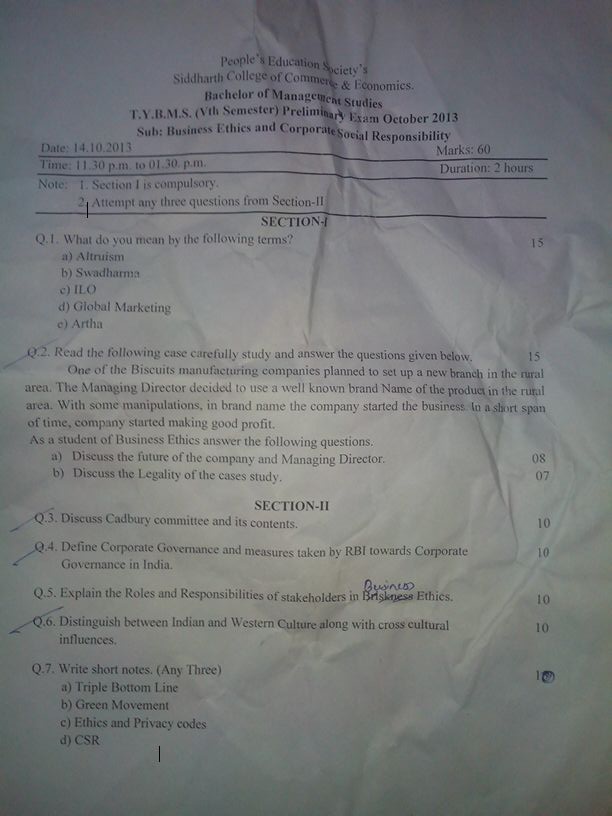 People's Education Society's
Siddharth College of Commerce & Economics.
Bachelor of Management Studies
T.Y.B.M.S. (Vth Semester) Preliminary Exam October 2013
Sub: Business Ethics and Corporate Social Responsibility
Date: 14.10.2013 Marks: 60
Time: 11.30 p.m. to 01.30. p.m. Duration: 2 hours
Note: 1. Section I is compulsory.
2. Attempt any three questions from Section-II
SECTION-I
Q.1. What do you mean by the following terms? 15
a) Altruism
b) Swadharma
c) ILO
d) Global Marketing
e) Artha
Q.2. Read the following case carefully study and answer the questions given below. 15
One of the Biscuits manufacturing companies planned to set up a new branch in the rural
area. The Managing Director decided to use a well known brand Name of the product in the rural
area. With some manipulations, in brand name the company started the business. In a short span
of time, company started making good profit.
As a student of Business Ethics answer the following questions.
a) Discuss the future of the company and Managing Director. 08
b) Discuss the Legality of the cases study. 07
SECTION-II
Q.3. Discuss Cadbury committee and its contents. 10
Q.4. Define Corporate Governance and measures taken by RBI towards Corporate 10
Governance in India.
Business
Q.5. Explain the Roles and Responsibilities of stakeholders in Briskness Ethics. 10
Q.6. Distinguish between Indian and Western Culture along with cross cultural 10
influences.
Q.7. Write short notes. (Any Three) 10
a) Triple Bottom Line
b) Green Movement
c) Ethics and Privacy codes
d) CSR